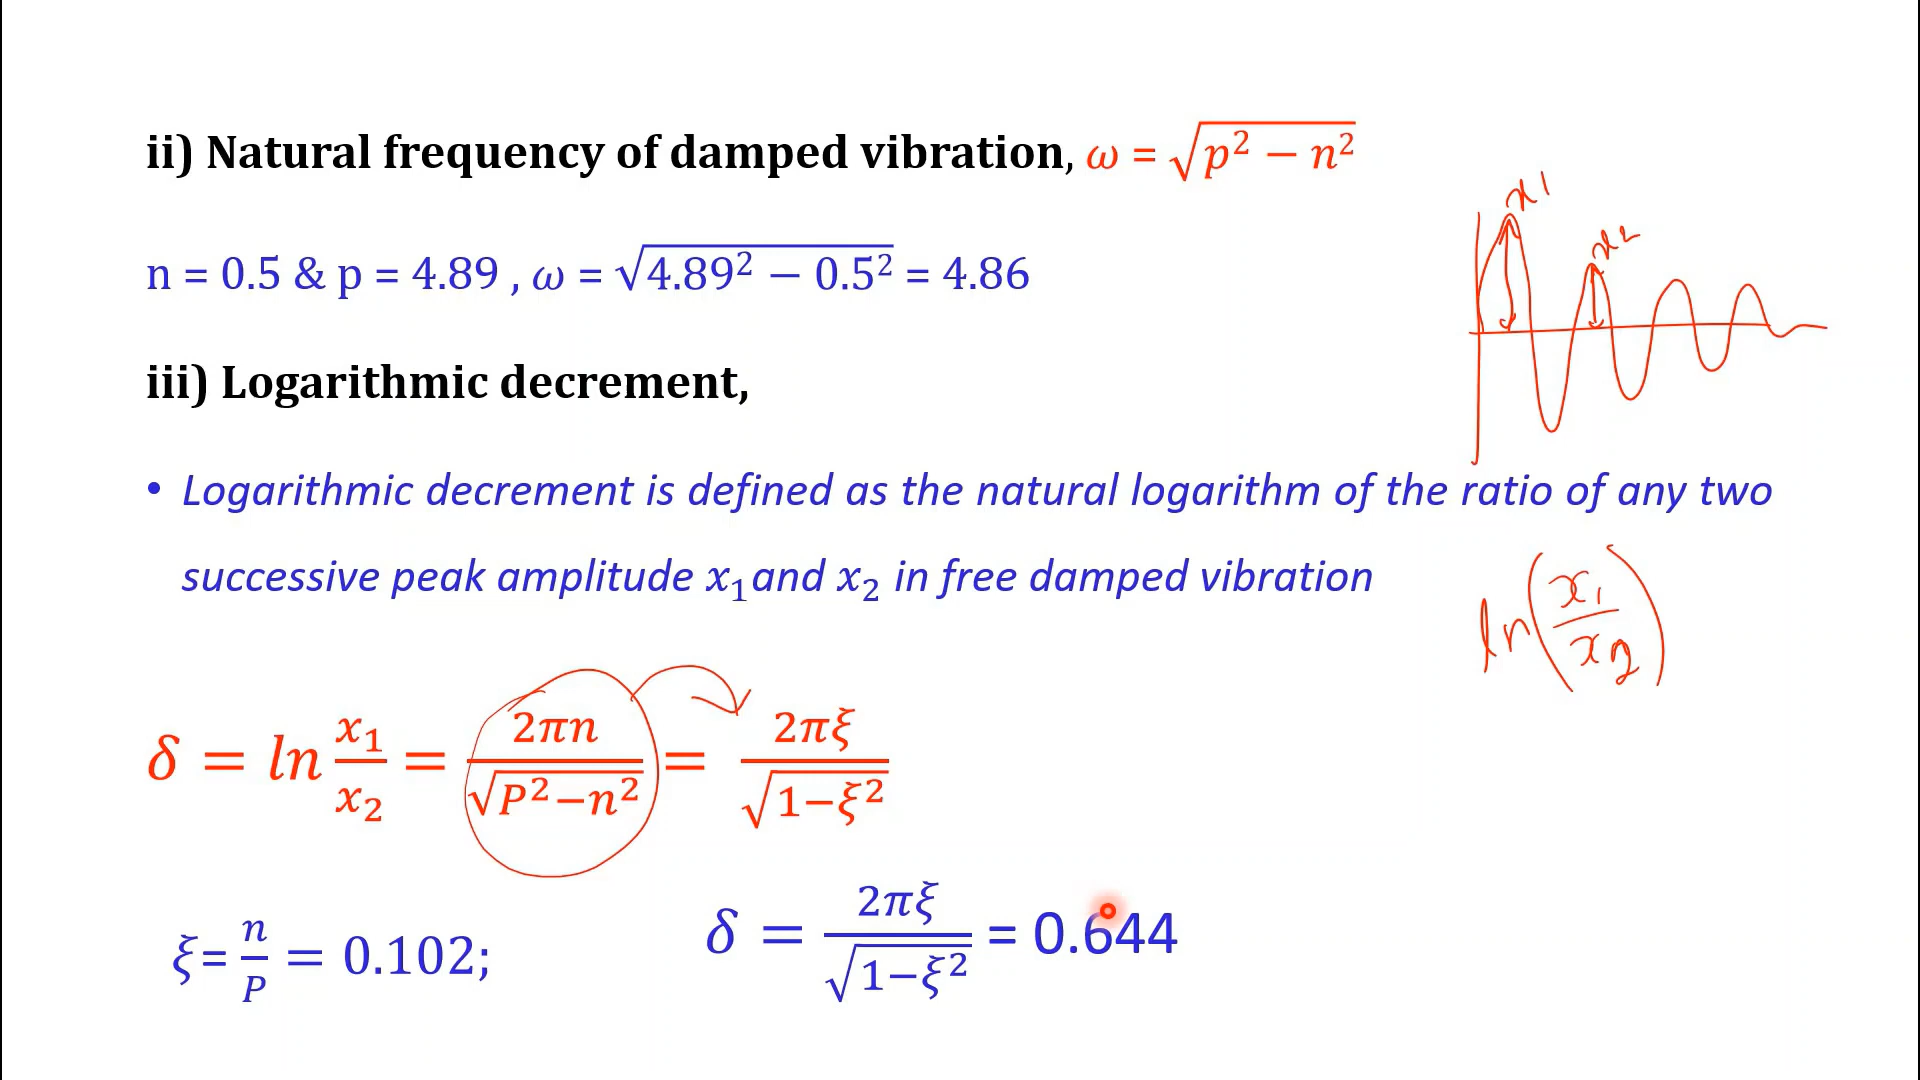 ii) Natural frequency of damped vibration, ω = √(p² − n²)
x1
x2
n = 0.5 & p = 4.89 , ω = √(4.89² − 0.5²) = 4.86
iii) Logarithmic decrement,
• Logarithmic decrement is defined as the natural logarithm of the ratio of any two
successive peak amplitude x₁and x₂ in free damped vibration
ln(x₁/x₂)
δ = ln x₁/x₂ = 2πn/√(P²−n²) = 2πξ/√(1−ξ²)
ξ= n/P = 0.102;
δ = 2πξ/√(1−ξ²) = 0.644